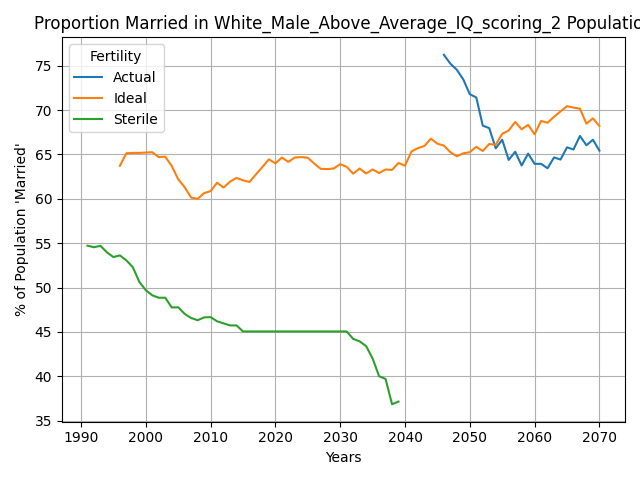 Proportion Married in White_Male_Above_Average_IQ_scoring_2 Populatio
Fertility
Actual
Ideal
Sterile
% of Population 'Married'
75
70
65
60
55
50
45
40
35
1990 2000 2010 2020 2030 2040 2050 2060 2070
Years